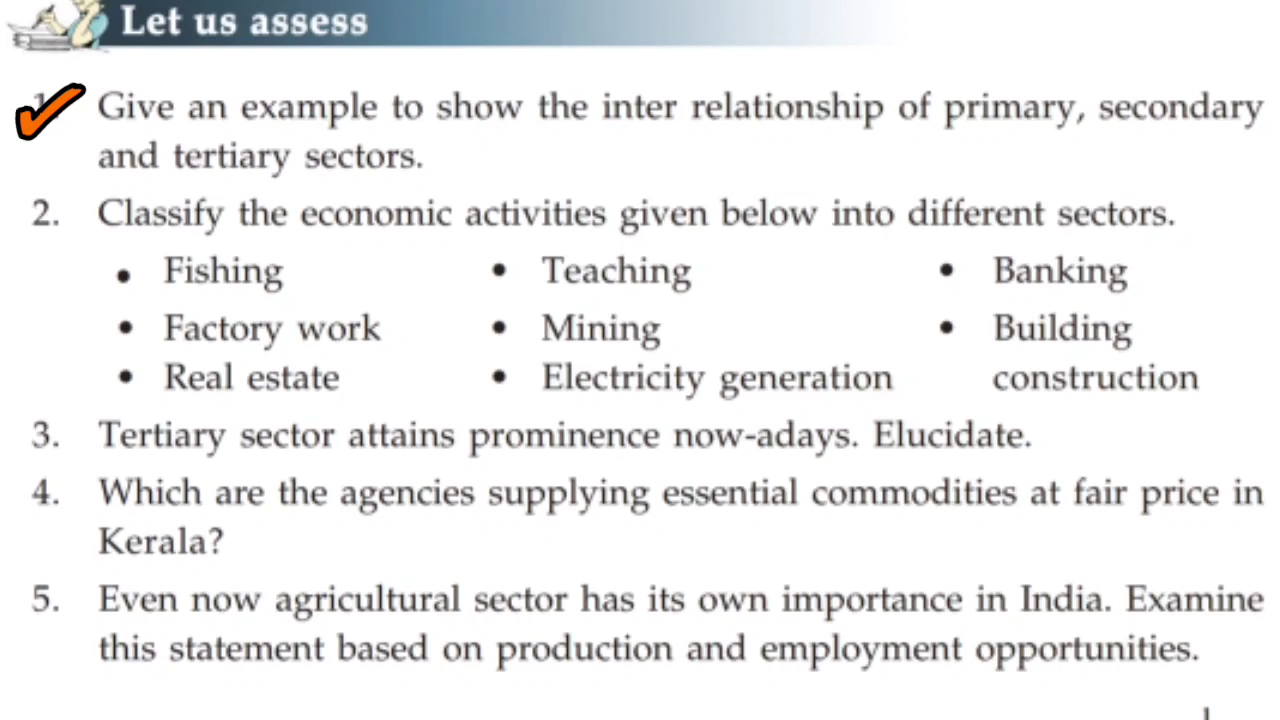 Let us assess
1. Give an example to show the inter relationship of primary, secondary
and tertiary sectors.
2. Classify the economic activities given below into different sectors.
• Fishing • Teaching • Banking
• Factory work • Mining • Building
• Real estate • Electricity generation construction
3. Tertiary sector attains prominence now-adays. Elucidate.
4. Which are the agencies supplying essential commodities at fair price in
Kerala?
5. Even now agricultural sector has its own importance in India. Examine
this statement based on production and employment opportunities.